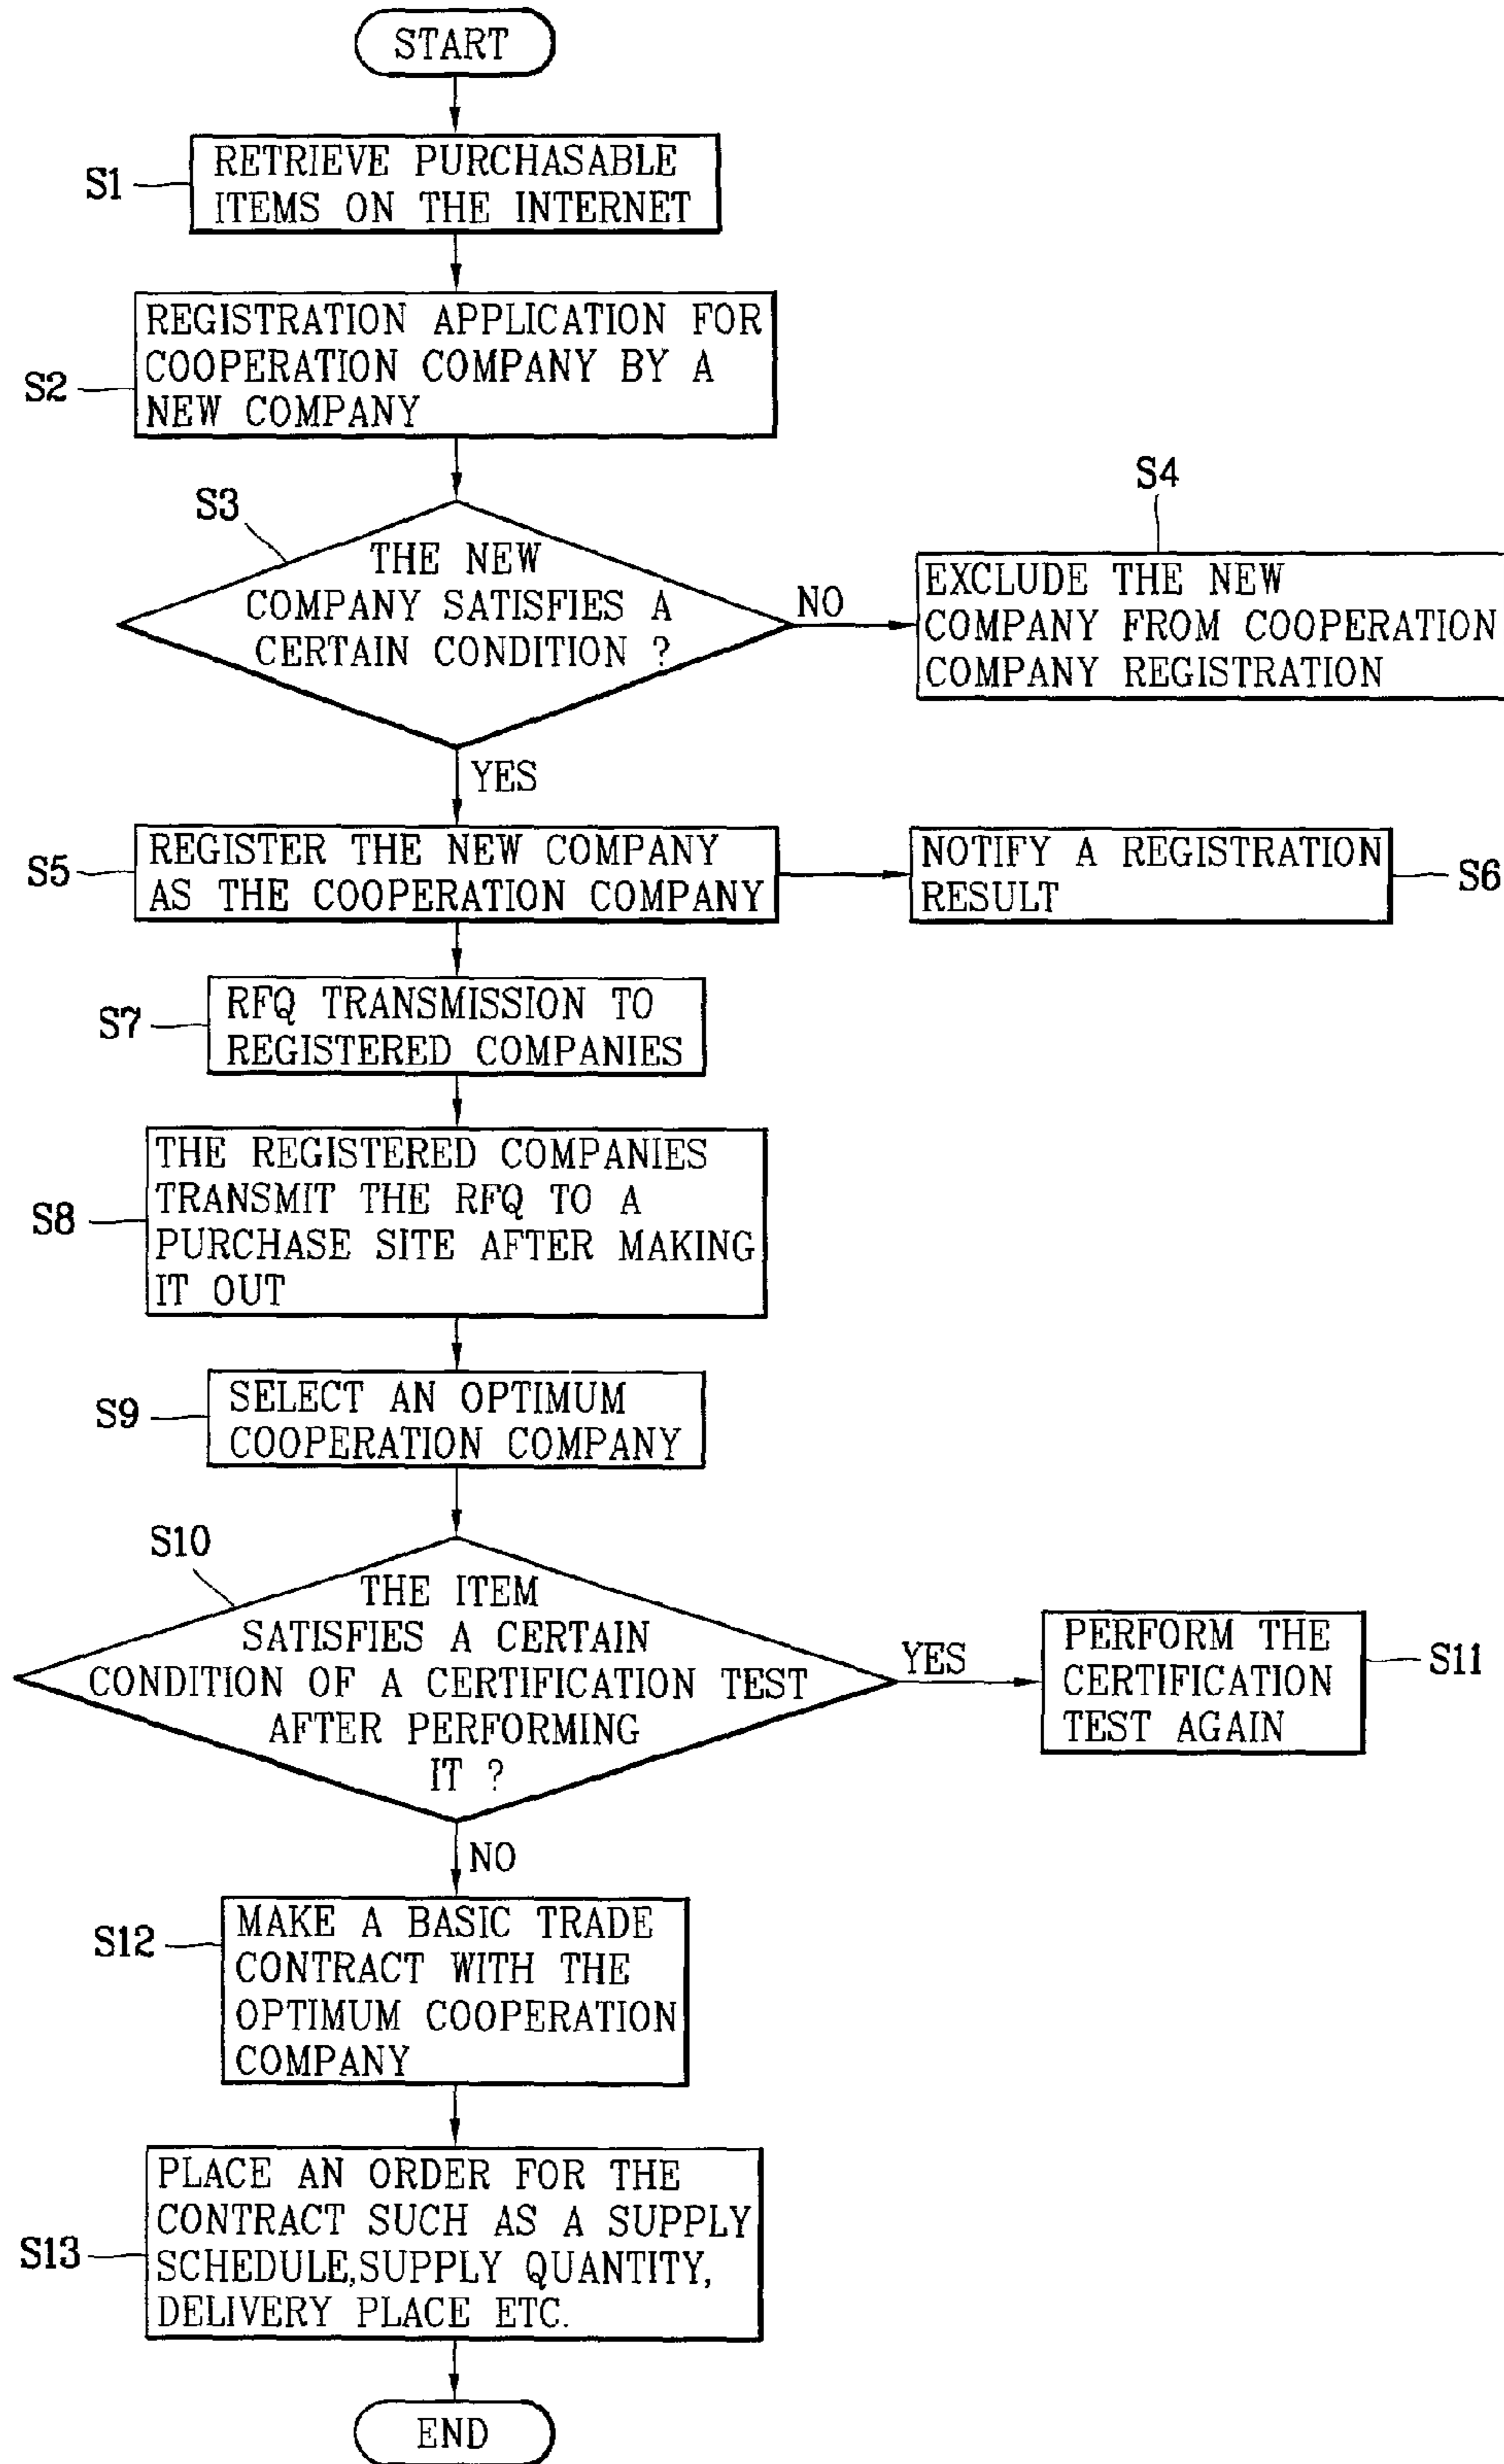 START
S1
RETRIEVE PURCHASABLE
ITEMS ON THE INTERNET
S2
REGISTRATION APPLICATION FOR
COOPERATION COMPANY BY A
NEW COMPANY
S3
THE NEW
COMPANY SATISFIES A
CERTAIN CONDITION ?
NO
S4
EXCLUDE THE NEW
COMPANY FROM COOPERATION
COMPANY REGISTRATION
YES
S5
REGISTER THE NEW COMPANY
AS THE COOPERATION COMPANY
NOTIFY A REGISTRATION
RESULT
S6
S7
RFQ TRANSMISSION TO
REGISTERED COMPANIES
S8
THE REGISTERED COMPANIES
TRANSMIT THE RFQ TO A
PURCHASE SITE AFTER MAKING
IT OUT
S9
SELECT AN OPTIMUM
COOPERATION COMPANY
S10
THE ITEM
SATISFIES A CERTAIN
CONDITION OF A CERTIFICATION TEST
AFTER PERFORMING
IT ?
YES
PERFORM THE
CERTIFICATION
TEST AGAIN
S11
NO
S12
MAKE A BASIC TRADE
CONTRACT WITH THE
OPTIMUM COOPERATION
COMPANY
S13
PLACE AN ORDER FOR THE
CONTRACT SUCH AS A SUPPLY
SCHEDULE,SUPPLY QUANTITY,
DELIVERY PLACE ETC.
END